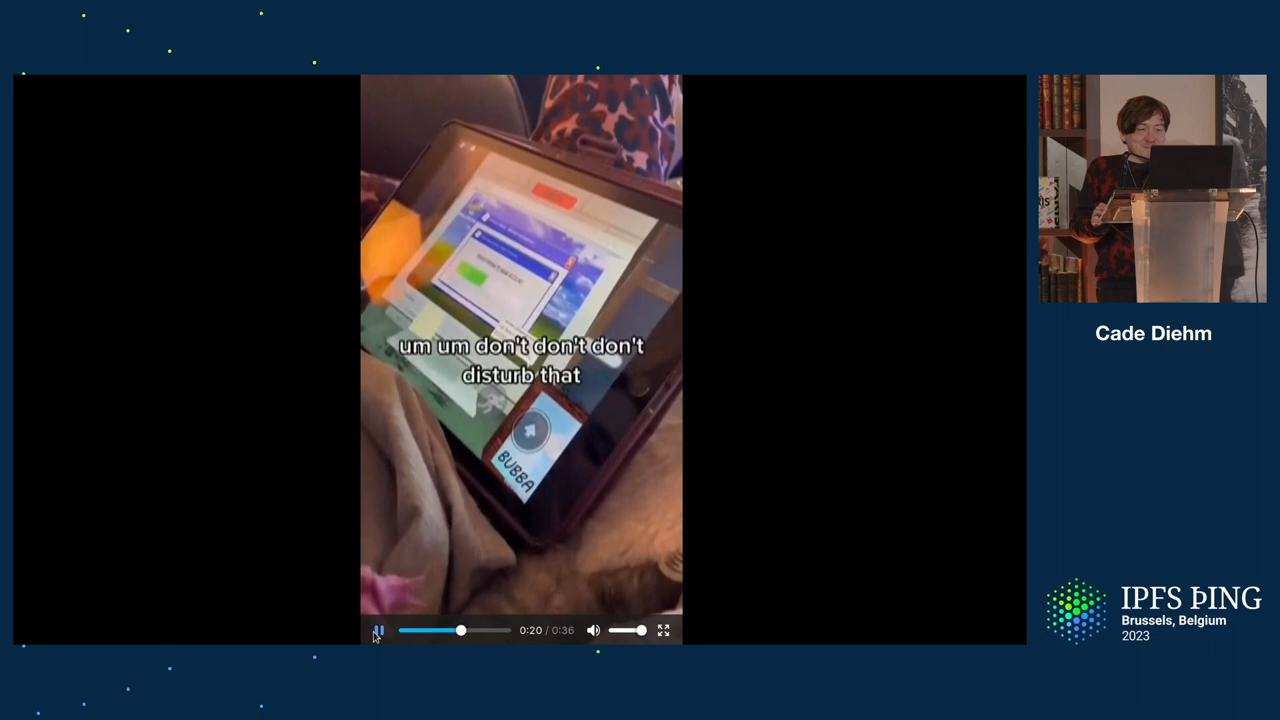 um um don't don't don't
disturb that
BUBBA
0:20 / 0:36
Cade Diehm
IPFS ÞING
Brussels, Belgium
2023